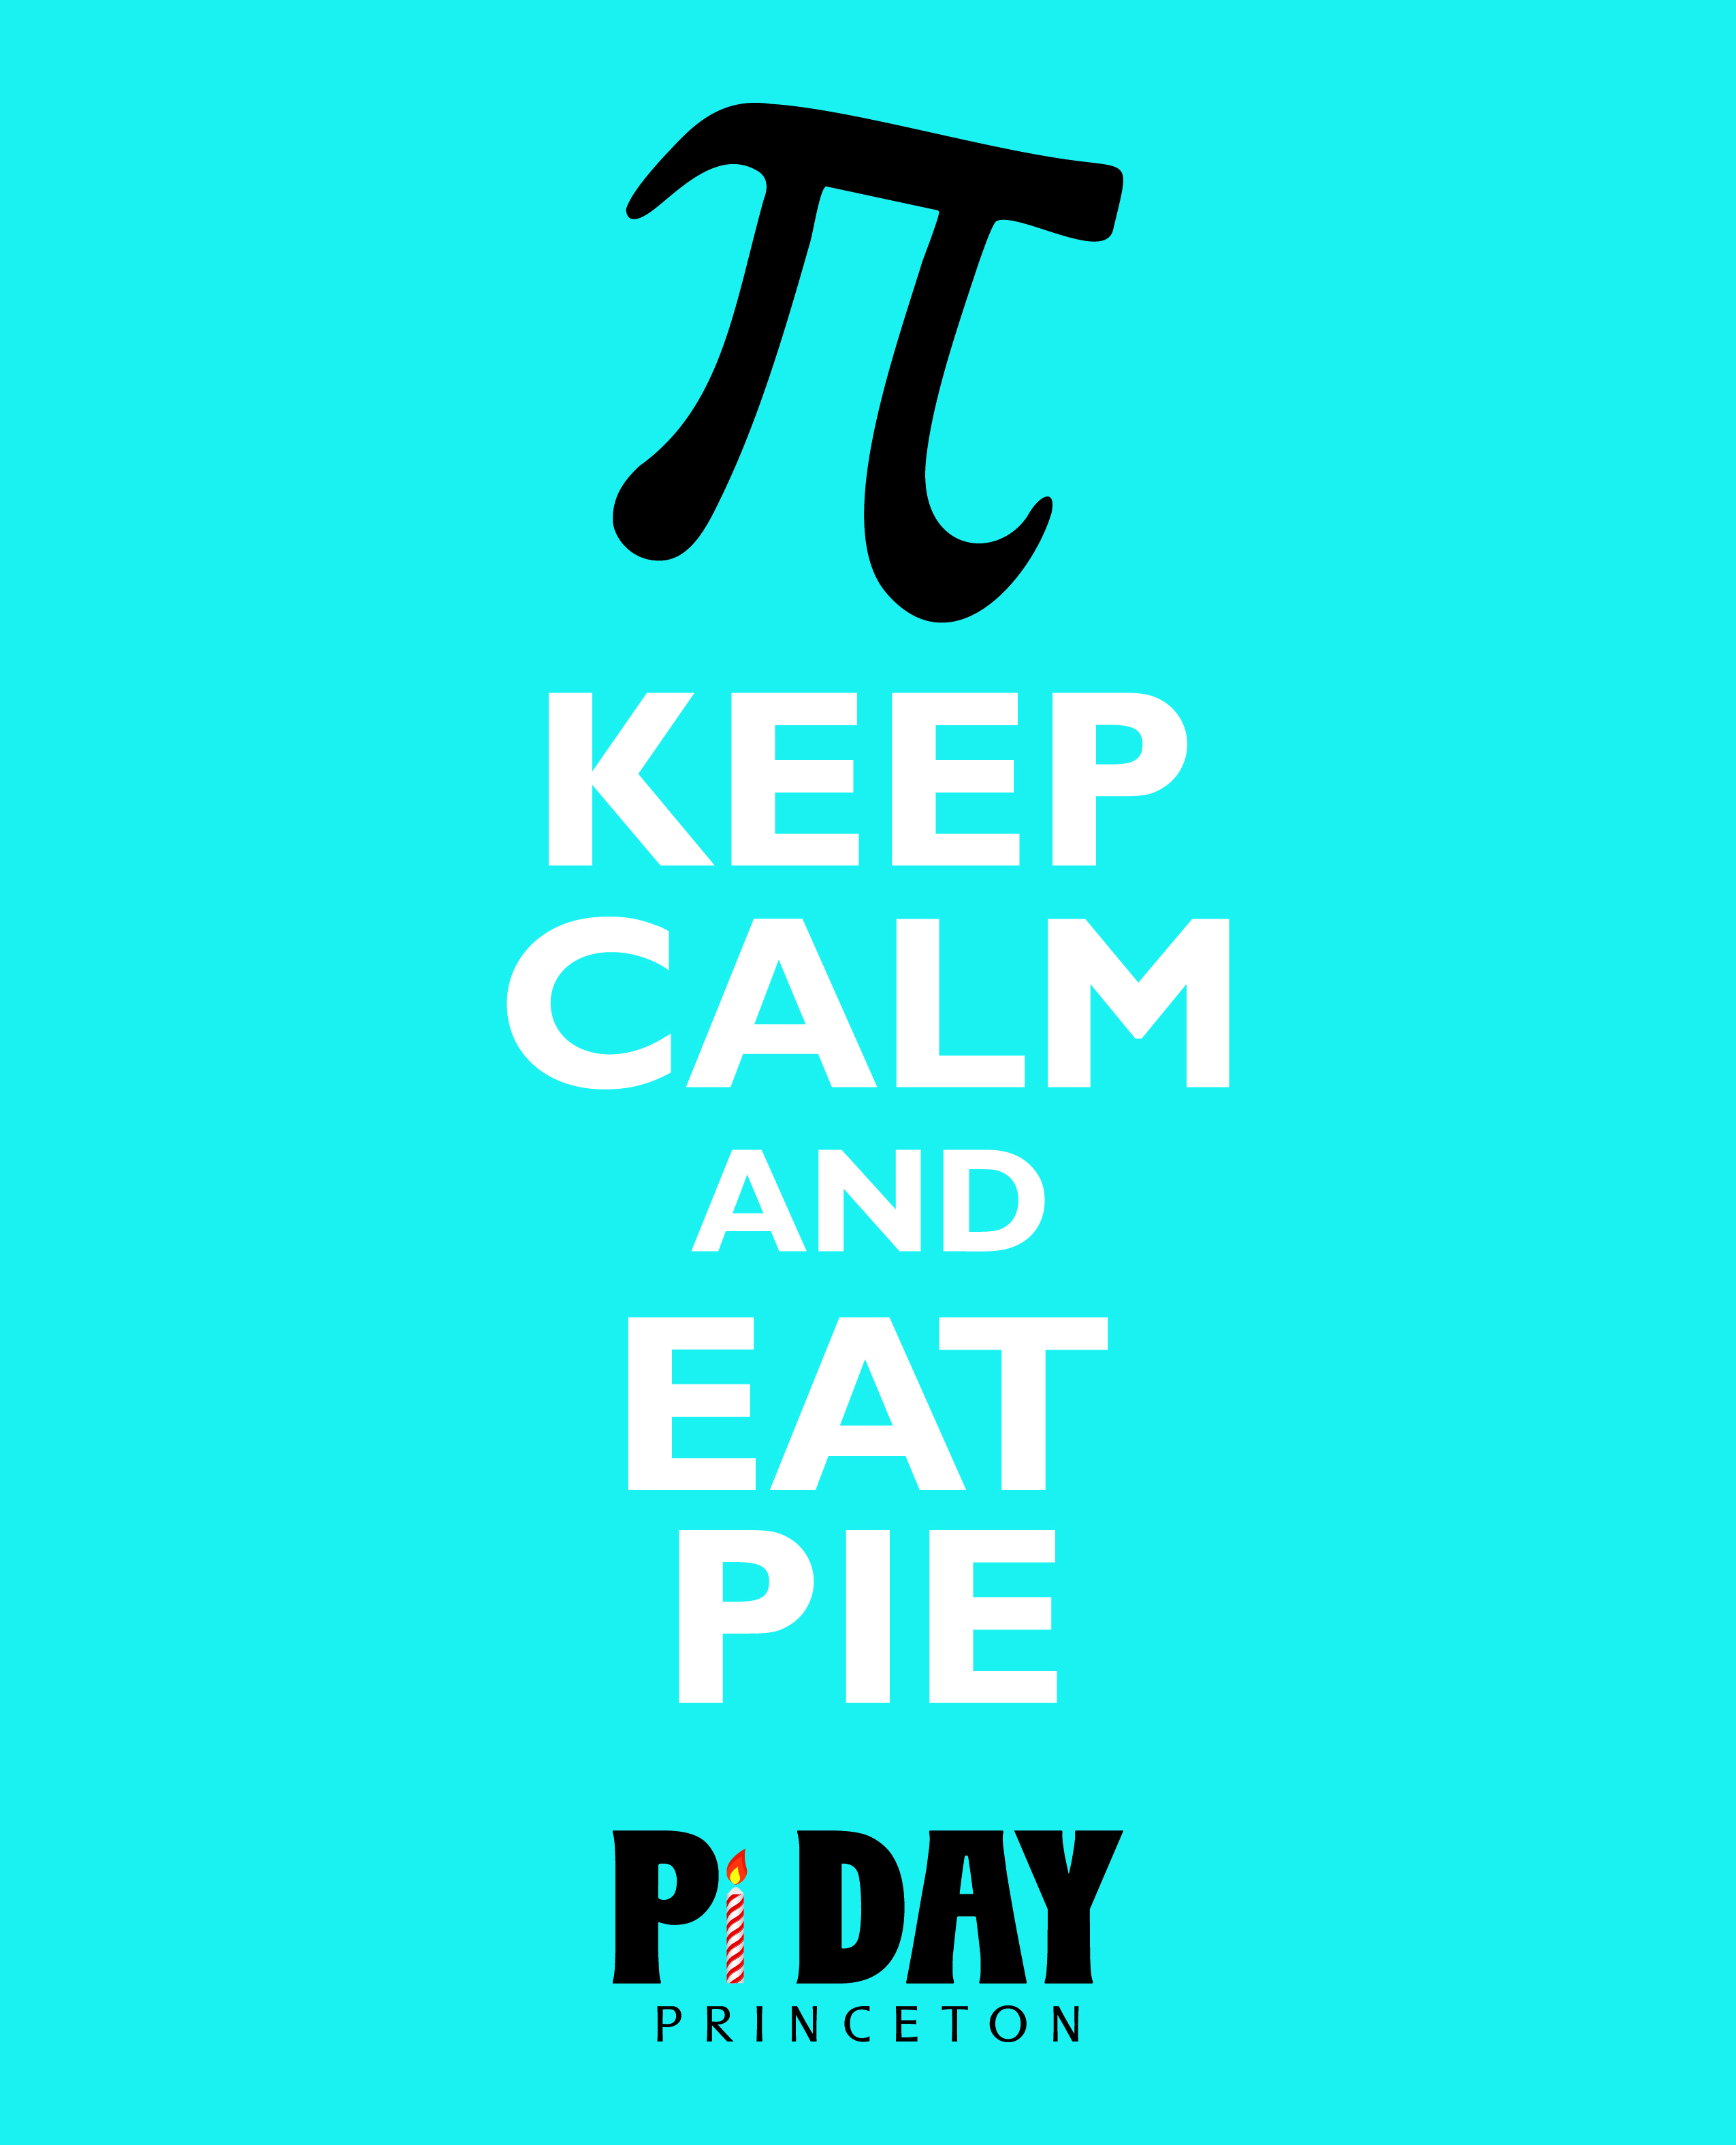 π
KEEP
CALM
AND
EAT
PIE
Pi DAY
PRINCETON